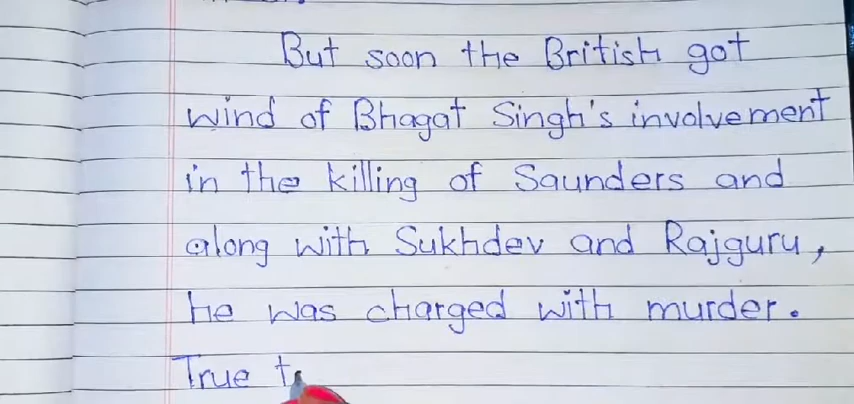 But soon the British got
wind of Bhagat Singh's involvement
in the killing of Saunders and
along with Sukhdev and Rajguru,
he was charged with murder.
True